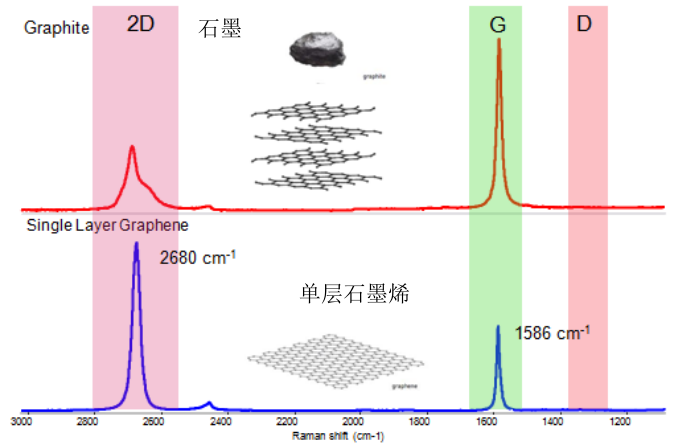 2D
石墨
G
D
Graphite
graphite
Single Layer Graphene
2680 cm-1
单层石墨烯
1586 cm-1
graphene
3000 2800 2600 2400 2200 2000 1800 1600 1400 1200
Raman shift (cm-1)